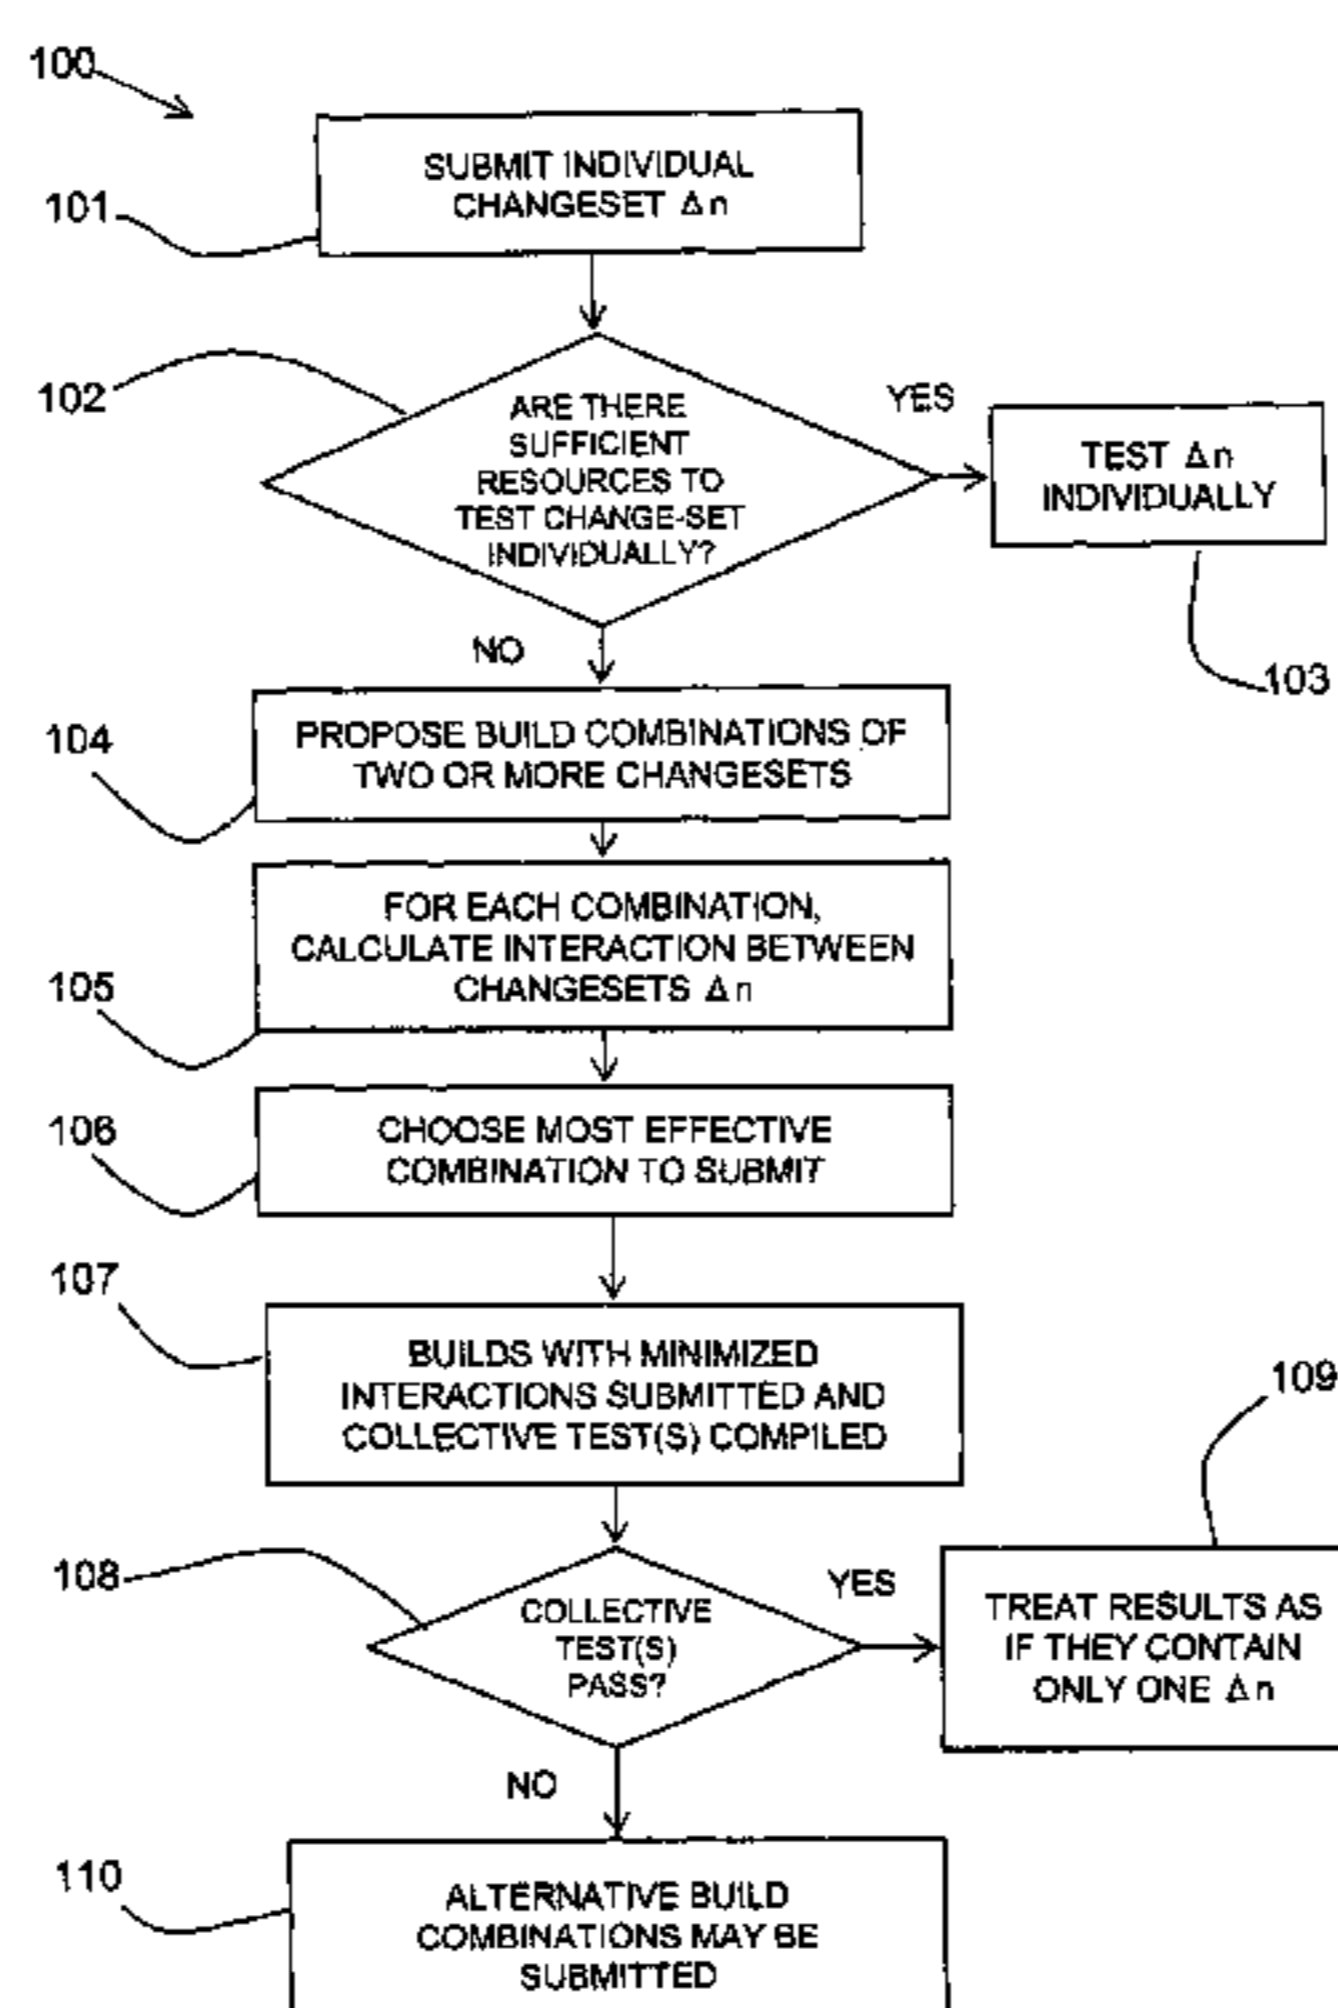 100
SUBMIT INDIVIDUAL
CHANGESET Δn
101
102
ARE THERE
SUFFICIENT
RESOURCES TO
TEST CHANGE-SET
INDIVIDUALLY?
YES
TEST Δn
INDIVIDUALLY
103
NO
104
PROPOSE BUILD COMBINATIONS OF
TWO OR MORE CHANGESETS
105
FOR EACH COMBINATION,
CALCULATE INTERACTION BETWEEN
CHANGESETS Δn
106
CHOOSE MOST EFFECTIVE
COMBINATION TO SUBMIT
107
BUILDS WITH MINIMIZED
INTERACTIONS SUBMITTED AND
COLLECTIVE TEST(S) COMPILED
108
COLLECTIVE
TEST(S)
PASS?
YES
109
TREAT RESULTS AS
IF THEY CONTAIN
ONLY ONE Δn
NO
110
ALTERNATIVE BUILD
COMBINATIONS MAY BE
SUBMITTED